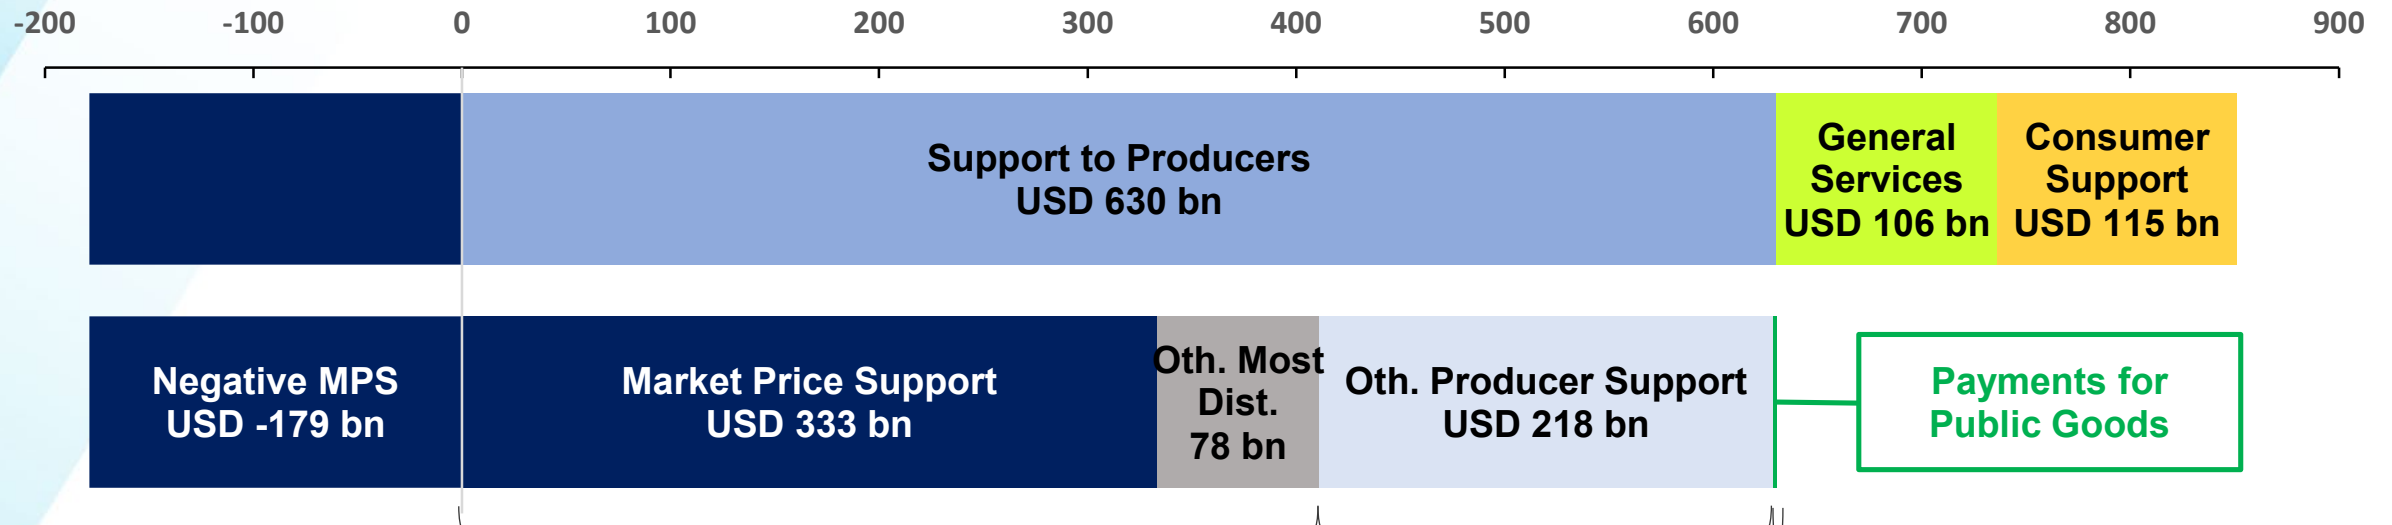 -200 -100 0 100 200 300 400 500 600 700 800 900
Support to Producers
USD 630 bn
General
Services
USD 106 bn
Consumer
Support
USD 115 bn
Negative MPS
USD -179 bn
Market Price Support
USD 333 bn
Oth. Most
Dist.
78 bn
Oth. Producer Support
USD 218 bn
Payments for
Public Goods